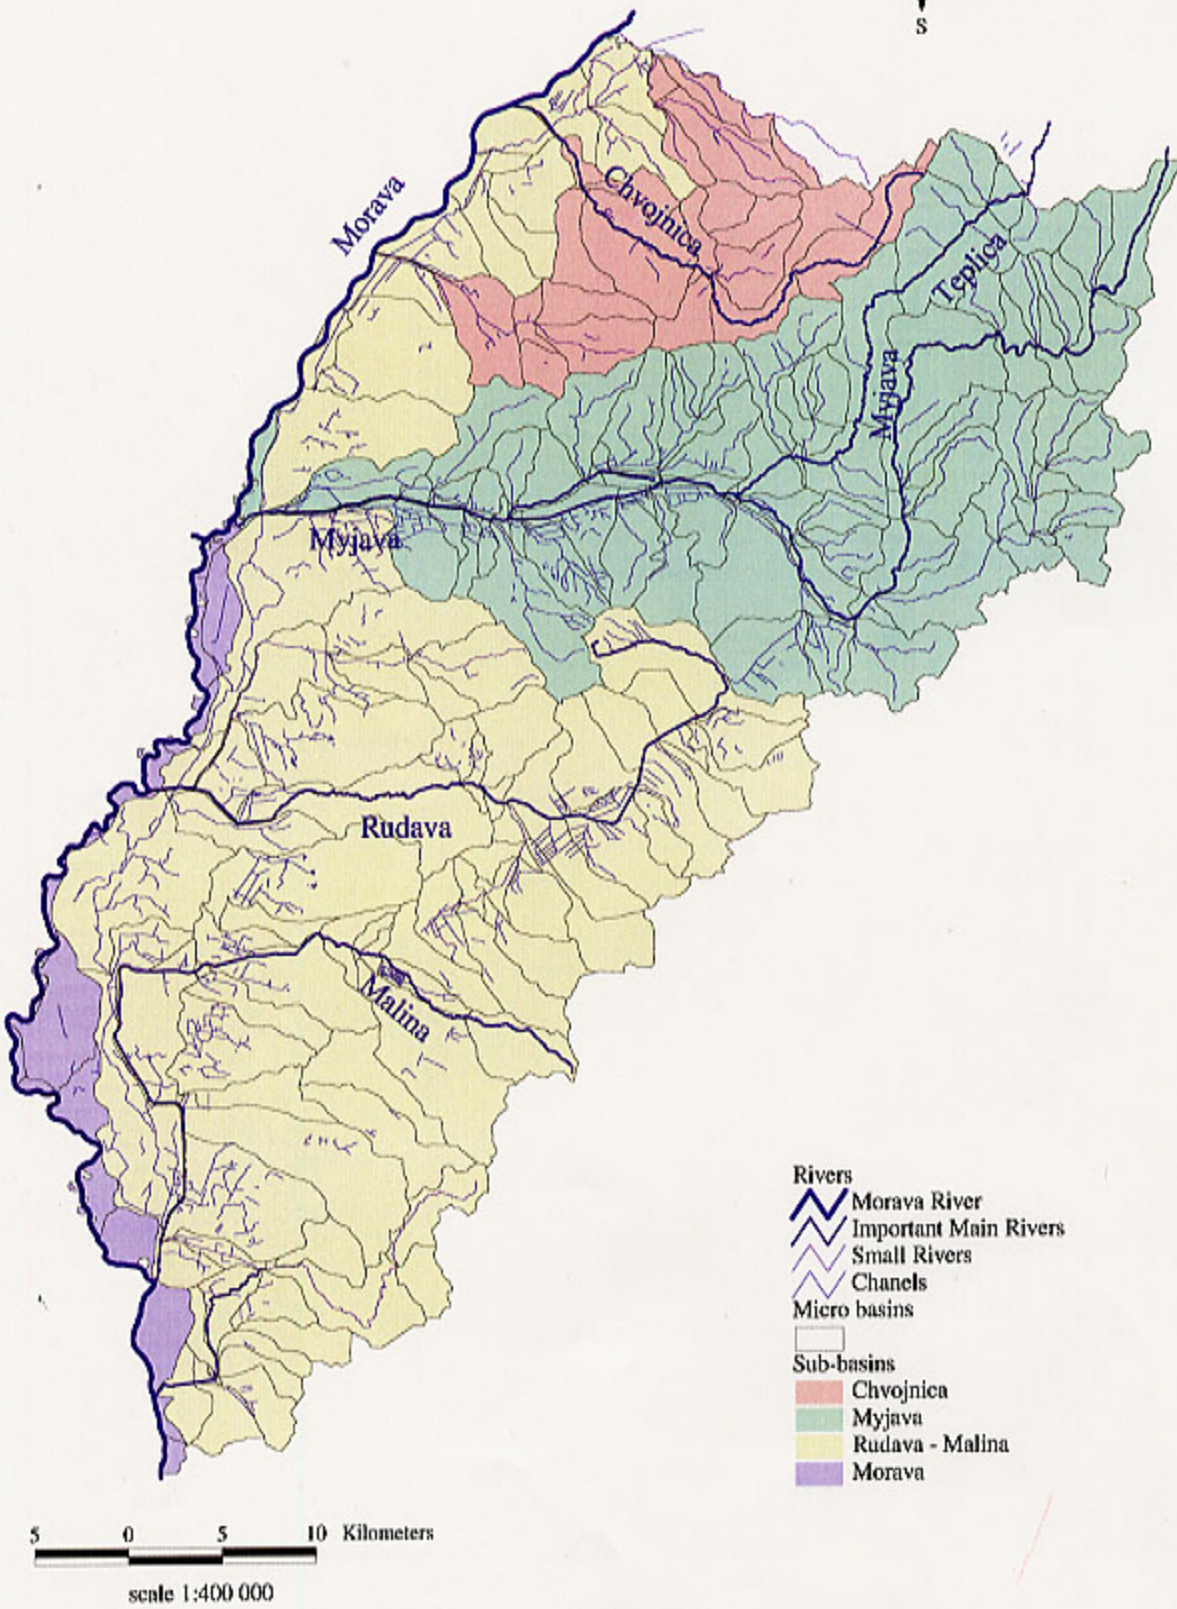 S
Morava
Chvojnica
Teplica
Myjava
Myjava
Rudava
Malina
Rivers
Morava River
Important Main Rivers
Small Rivers
Chanels
Micro basins
Sub-basins
Chvojnica
Myjava
Rudava - Malina
Morava
5 0 5 10 Kilometers
scale 1:400 000